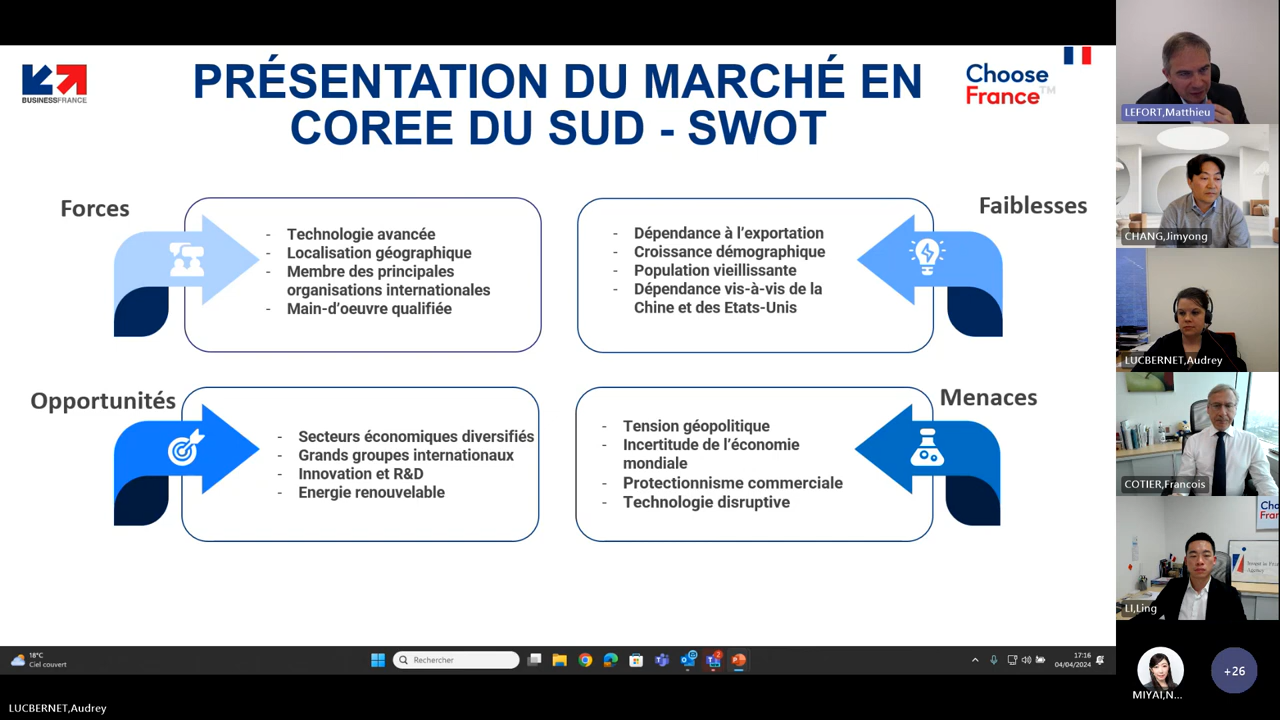 BUSINESSFRANCE
PRÉSENTATION DU MARCHÉ EN
COREE DU SUD - SWOT
Choose
France™
Forces
- Technologie avancée
- Localisation géographique
- Membre des principales
organisations internationales
- Main-d'oeuvre qualifiée
Faiblesses
- Dépendance à l'exportation
- Croissance démographique
- Population vieillissante
- Dépendance vis-à-vis de la
Chine et des Etats-Unis
Opportunités
- Secteurs économiques diversifiés
- Grands groupes internationaux
- Innovation et R&D
- Energie renouvelable
Menaces
- Tension géopolitique
- Incertitude de l'économie
mondiale
- Protectionnisme commerciale
- Technologie disruptive
18°C
Ciel couvert
Rechercher
17:16
04/04/2024
LUCBERNET,Audrey
LEFORT,Matthieu
CHANG,Jimyong
LUCBERNET,Audrey
COTIER,Francois
LI,Ling
MIYAI,N...
+26